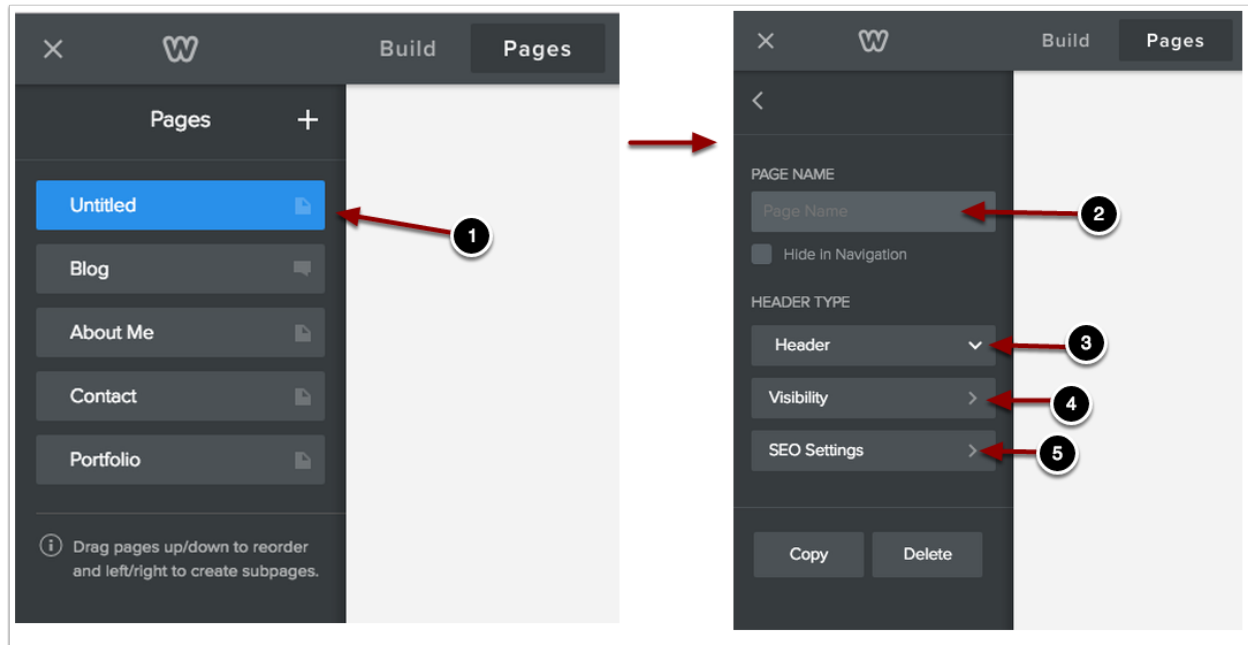 Build Pages
Pages +
Untitled
Blog
About Me
Contact
Portfolio
Drag pages up/down to reorder
and left/right to create subpages.
1
Build Pages
PAGE NAME
Page Name
Hide in Navigation
HEADER TYPE
Header
Visibility
SEO Settings
Copy Delete
2
3
4
5